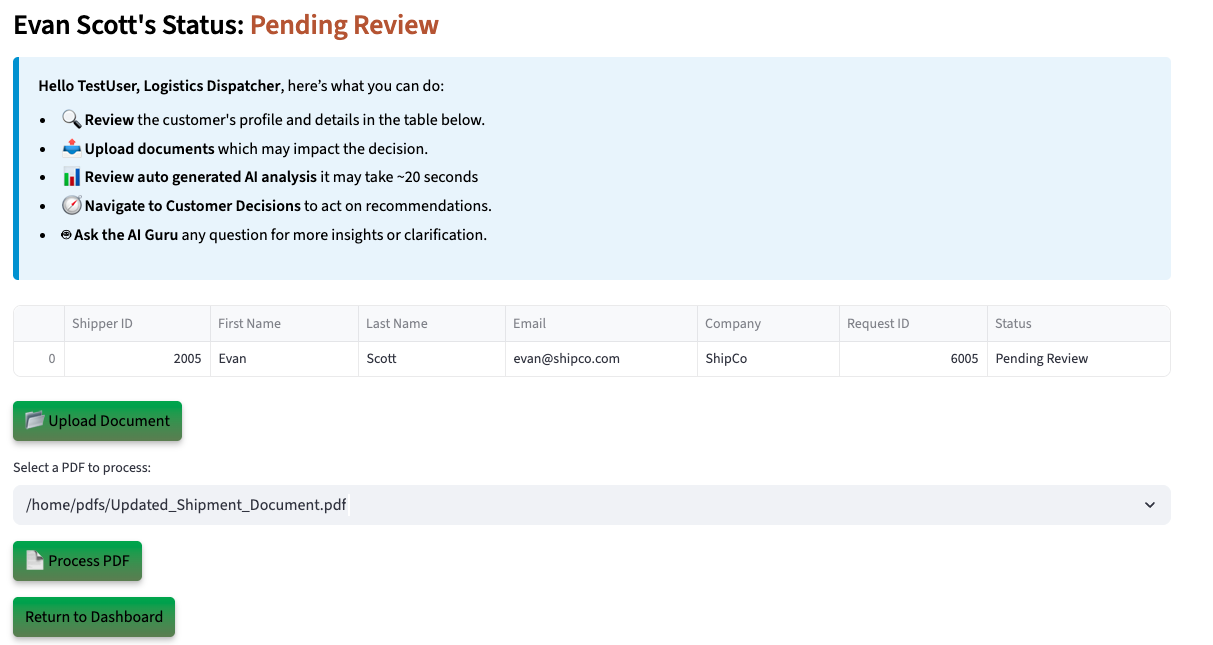 Evan Scott's Status: Pending Review
Hello TestUser, Logistics Dispatcher, here’s what you can do:
Review the customer's profile and details in the table below.
Upload documents which may impact the decision.
Review auto generated AI analysis it may take ~20 seconds
Navigate to Customer Decisions to act on recommendations.
Ask the AI Guru any question for more insights or clarification.
Shipper ID First Name Last Name Email Company Request ID Status
0 2005 Evan Scott evan@shipco.com ShipCo 6005 Pending Review
Upload Document
Select a PDF to process:
/home/pdfs/Updated_Shipment_Document.pdf
Process PDF
Return to Dashboard